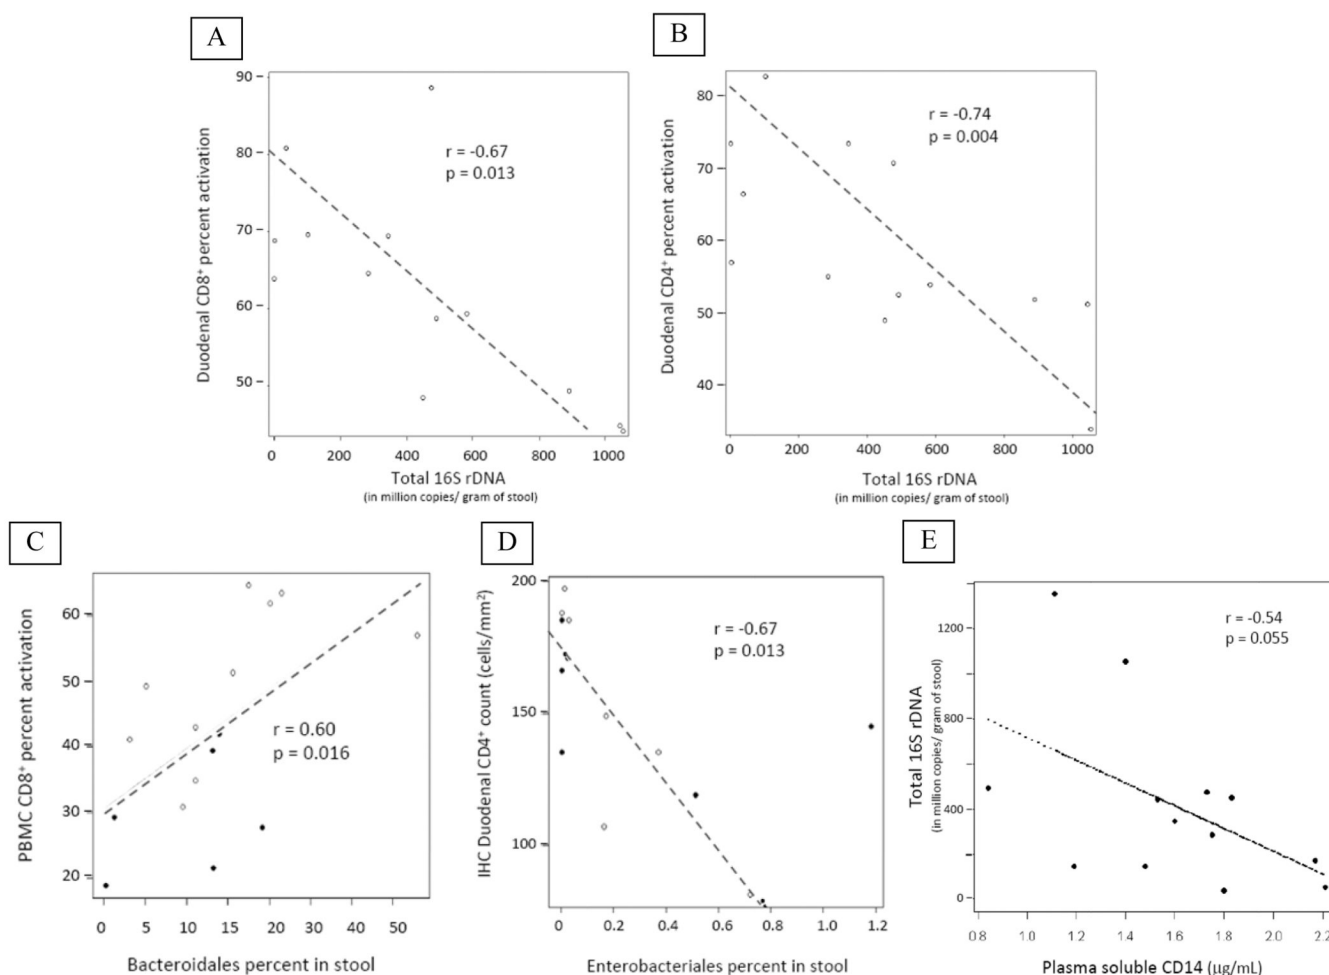 A
90
80
70
60
50
Duodenal CD8⁺ percent activation
r = -0.67
p = 0.013
0 200 400 600 800 1000
Total 16S rDNA
(in million copies/ gram of stool)
B
80
70
60
50
40
Duodenal CD4⁺ percent activation
r = -0.74
p = 0.004
0 200 400 600 800 1000
Total 16S rDNA
(in million copies/ gram of stool)
C
60
50
40
30
20
PBMC CD8⁺ percent activation
r = 0.60
p = 0.016
0 5 10 15 20 30 40 50
Bacteroidales percent in stool
D
200
150
100
IHC Duodenal CD4⁺ count (cells/mm²)
r = -0.67
p = 0.013
0 0.2 0.4 0.6 0.8 1.0 1.2
Enterobacteriales percent in stool
E
1200
800
400
0
Total 16S rDNA
(in million copies/ gram of stool)
r = -0.54
p = 0.055
0.8 1.0 1.2 1.4 1.6 1.8 2.0 2.2
Plasma soluble CD14 (µg/mL)